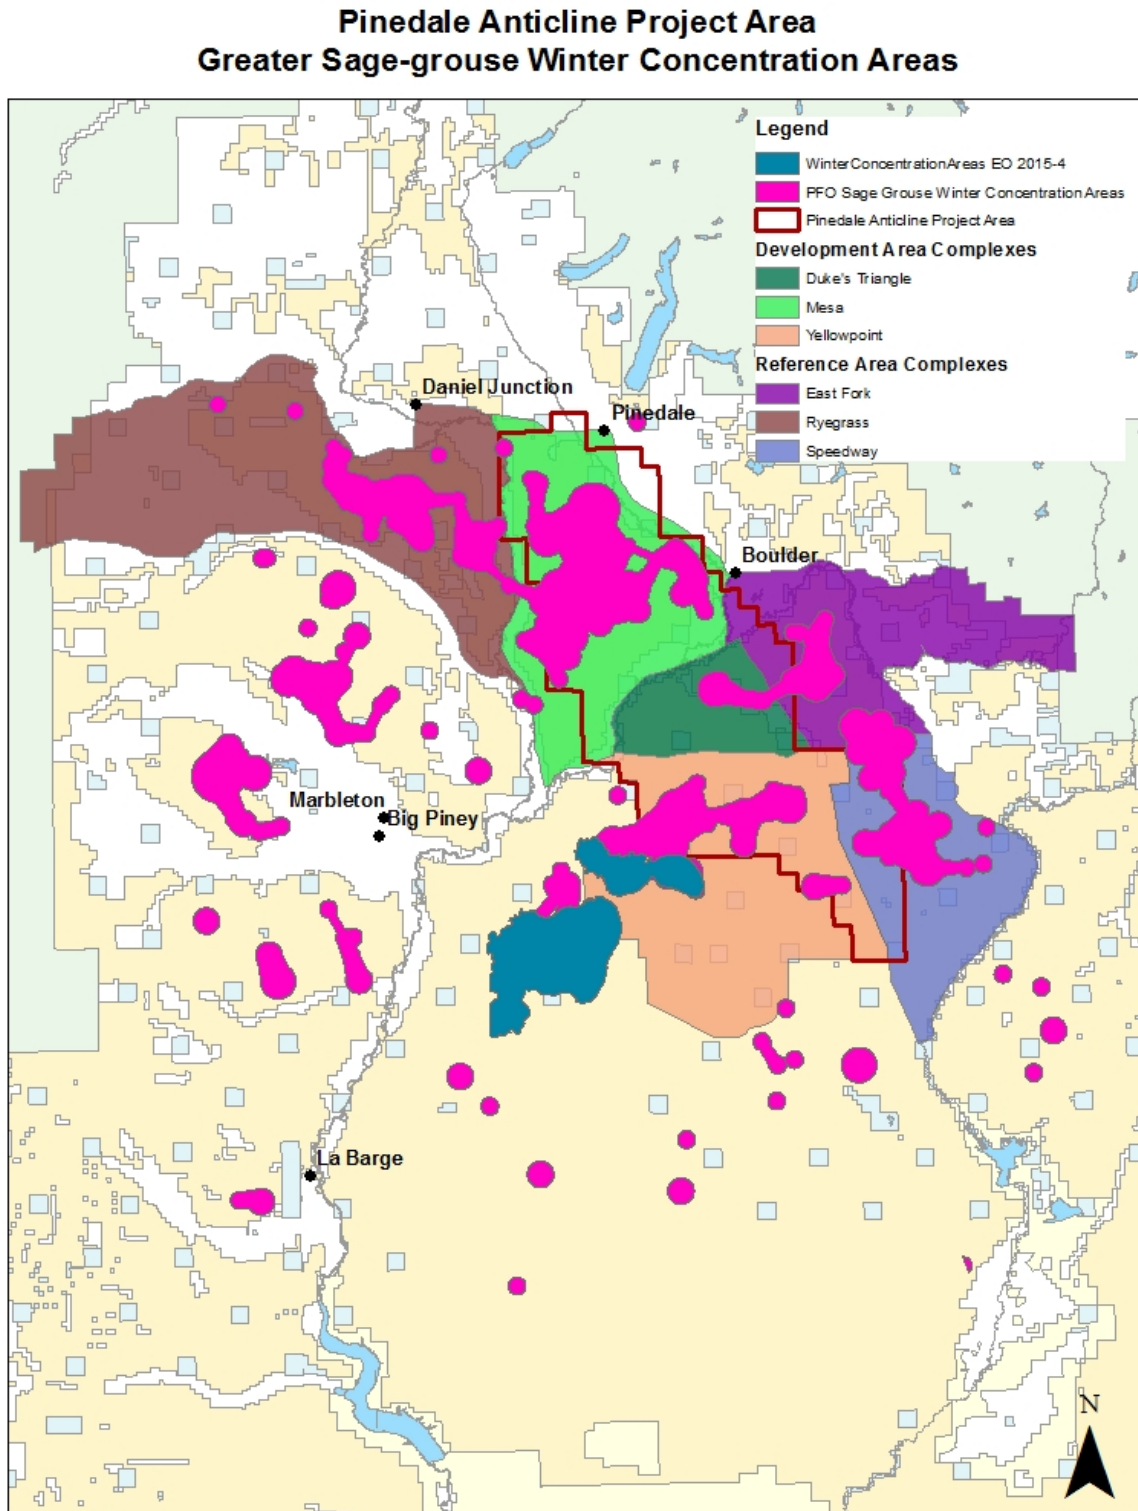 Pinedale Anticline Project Area
Greater Sage-grouse Winter Concentration Areas
Legend
WinterConcentrationAreas EO 2015-4
PFO Sage Grouse Winter Concentration Areas
Pinedale Anticline Project Area
Development Area Complexes
Duke's Triangle
Mesa
Yellowpoint
Reference Area Complexes
East Fork
Ryegrass
Speedway
Daniel Junction
Pinedale
Boulder
Marbleton
Big Piney
La Barge
N